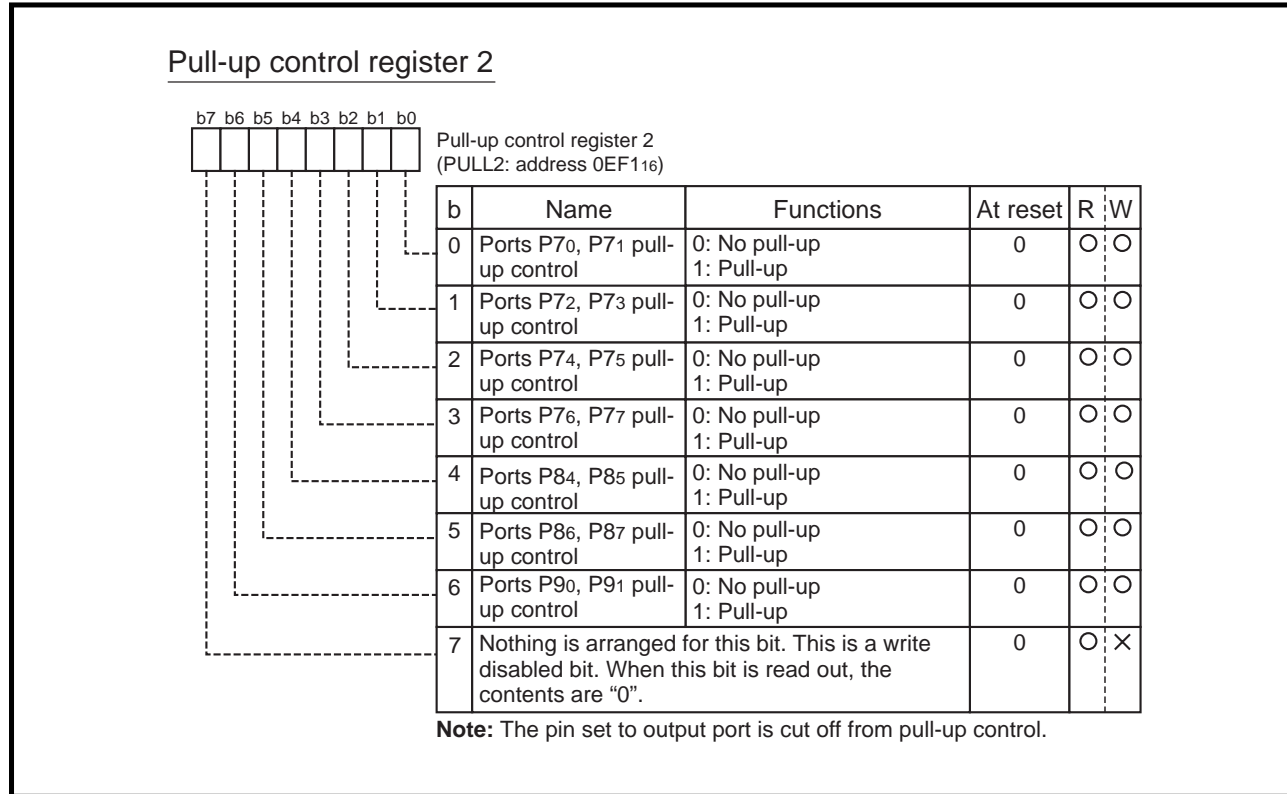 Pull-up control register 2
b7 b6 b5 b4 b3 b2 b1 b0
Pull-up control register 2
(PULL2: address 0EF116)
b Name Functions At reset R W
0 Ports P70, P71 pull- 0: No pull-up 0 O O
up control 1: Pull-up
1 Ports P72, P73 pull- 0: No pull-up 0 O O
up control 1: Pull-up
2 Ports P74, P75 pull- 0: No pull-up 0 O O
up control 1: Pull-up
3 Ports P76, P77 pull- 0: No pull-up 0 O O
up control 1: Pull-up
4 Ports P84, P85 pull- 0: No pull-up 0 O O
up control 1: Pull-up
5 Ports P86, P87 pull- 0: No pull-up 0 O O
up control 1: Pull-up
6 Ports P90, P91 pull- 0: No pull-up 0 O O
up control 1: Pull-up
7 Nothing is arranged for this bit. This is a write 0 O ×
disabled bit. When this bit is read out, the
contents are “0”.
Note: The pin set to output port is cut off from pull-up control.